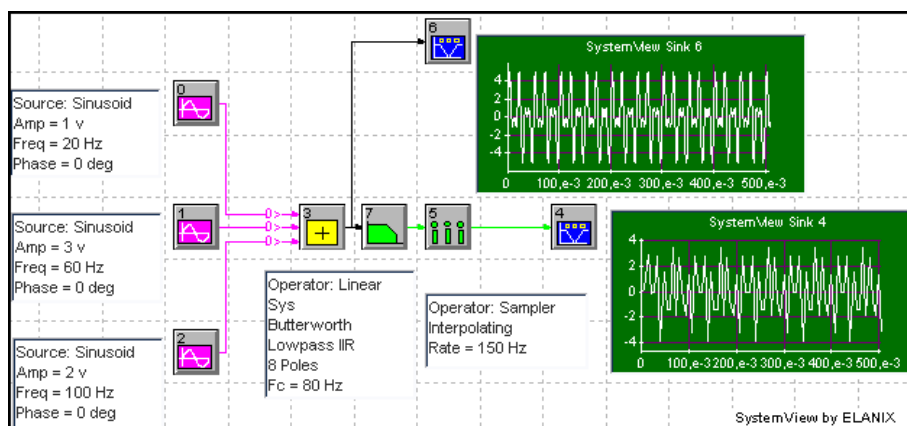 6
SystemView Sink 6
4
2
0
-2
-4
0
100,e-3
200,e-3
300,e-3
400,e-3
500,e-3
0
Source: Sinusoid
Amp = 1 v
Freq = 20 Hz
Phase = 0 deg
1
Source: Sinusoid
Amp = 3 v
Freq = 60 Hz
Phase = 0 deg
2
Source: Sinusoid
Amp = 2 v
Freq = 100 Hz
Phase = 0 deg
0>
0>
0>
3
7
5
4
Operator: Linear
Sys
Butterworth
Lowpass IIR
8 Poles
Fc = 80 Hz
Operator: Sampler
Interpolating
Rate = 150 Hz
SystemView Sink 4
4
2
0
-2
-4
0
100,e-3
200,e-3
300,e-3
400,e-3
500,e-3
SystemView by ELANIX